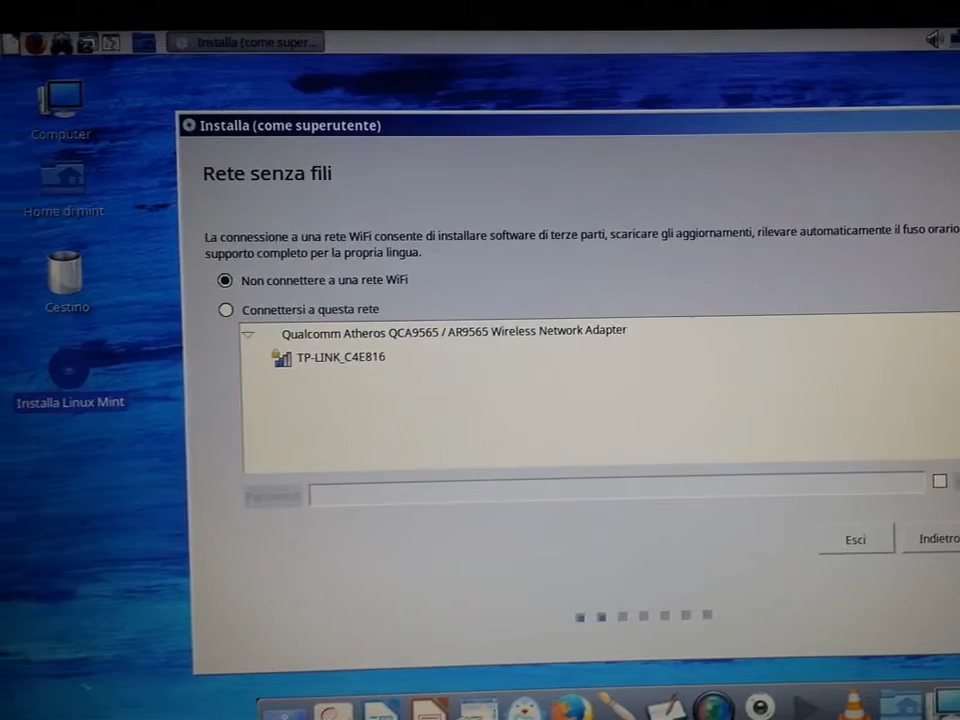 Installa (come super...
Computer
Home di mint
Cestino
Installa Linux Mint
Installa (come superutente)
Rete senza fili
La connessione a una rete WiFi consente di installare software di terze parti, scaricare gli aggiornamenti, rilevare automaticamente il fuso orario
supporto completo per la propria lingua.
Non connettere a una rete WiFi
Connettersi a questa rete
Qualcomm Atheros QCA9565 / AR9565 Wireless Network Adapter
TP-LINK_C4E816
Password
Esci
Indietro